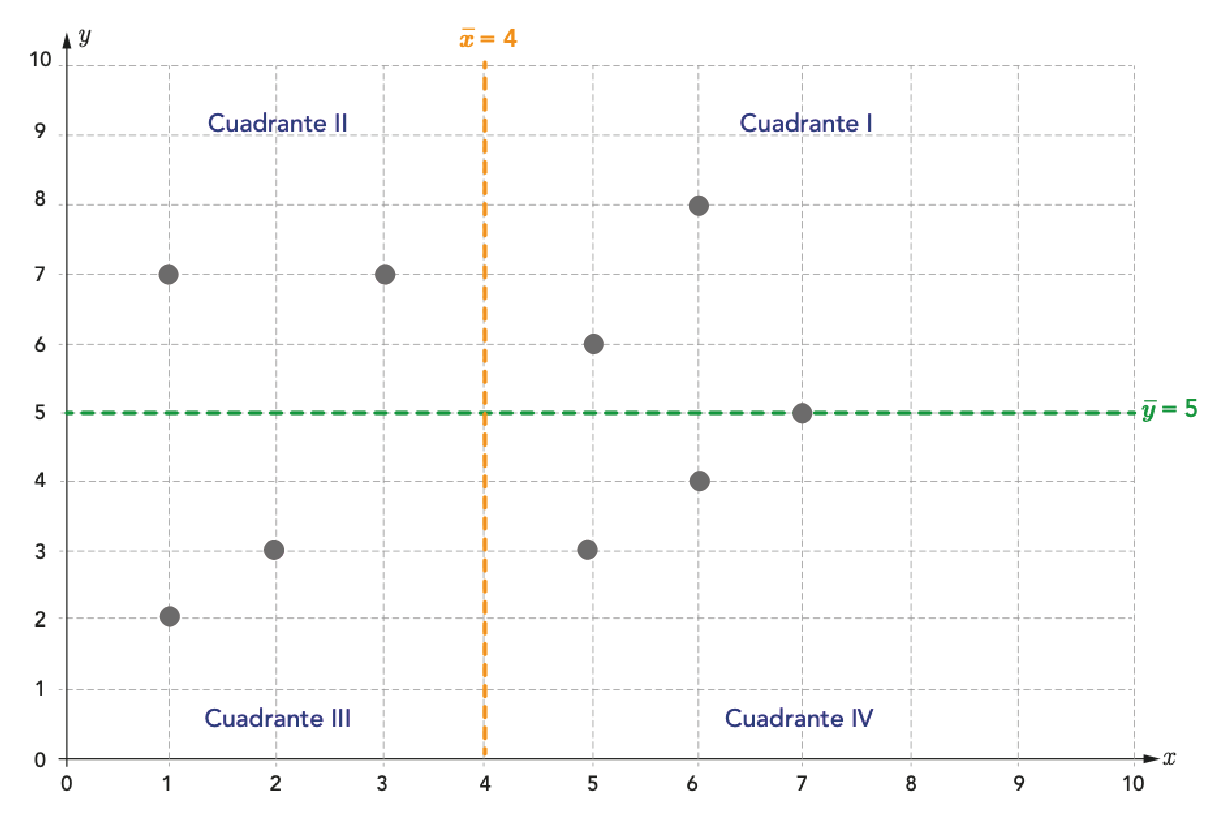 y
x̄ = 4
10
9
8
7
6
5
4
3
2
1
0
Cuadrante II
Cuadrante I
ȳ = 5
Cuadrante III
Cuadrante IV
0 1 2 3 4 5 6 7 8 9 10
x